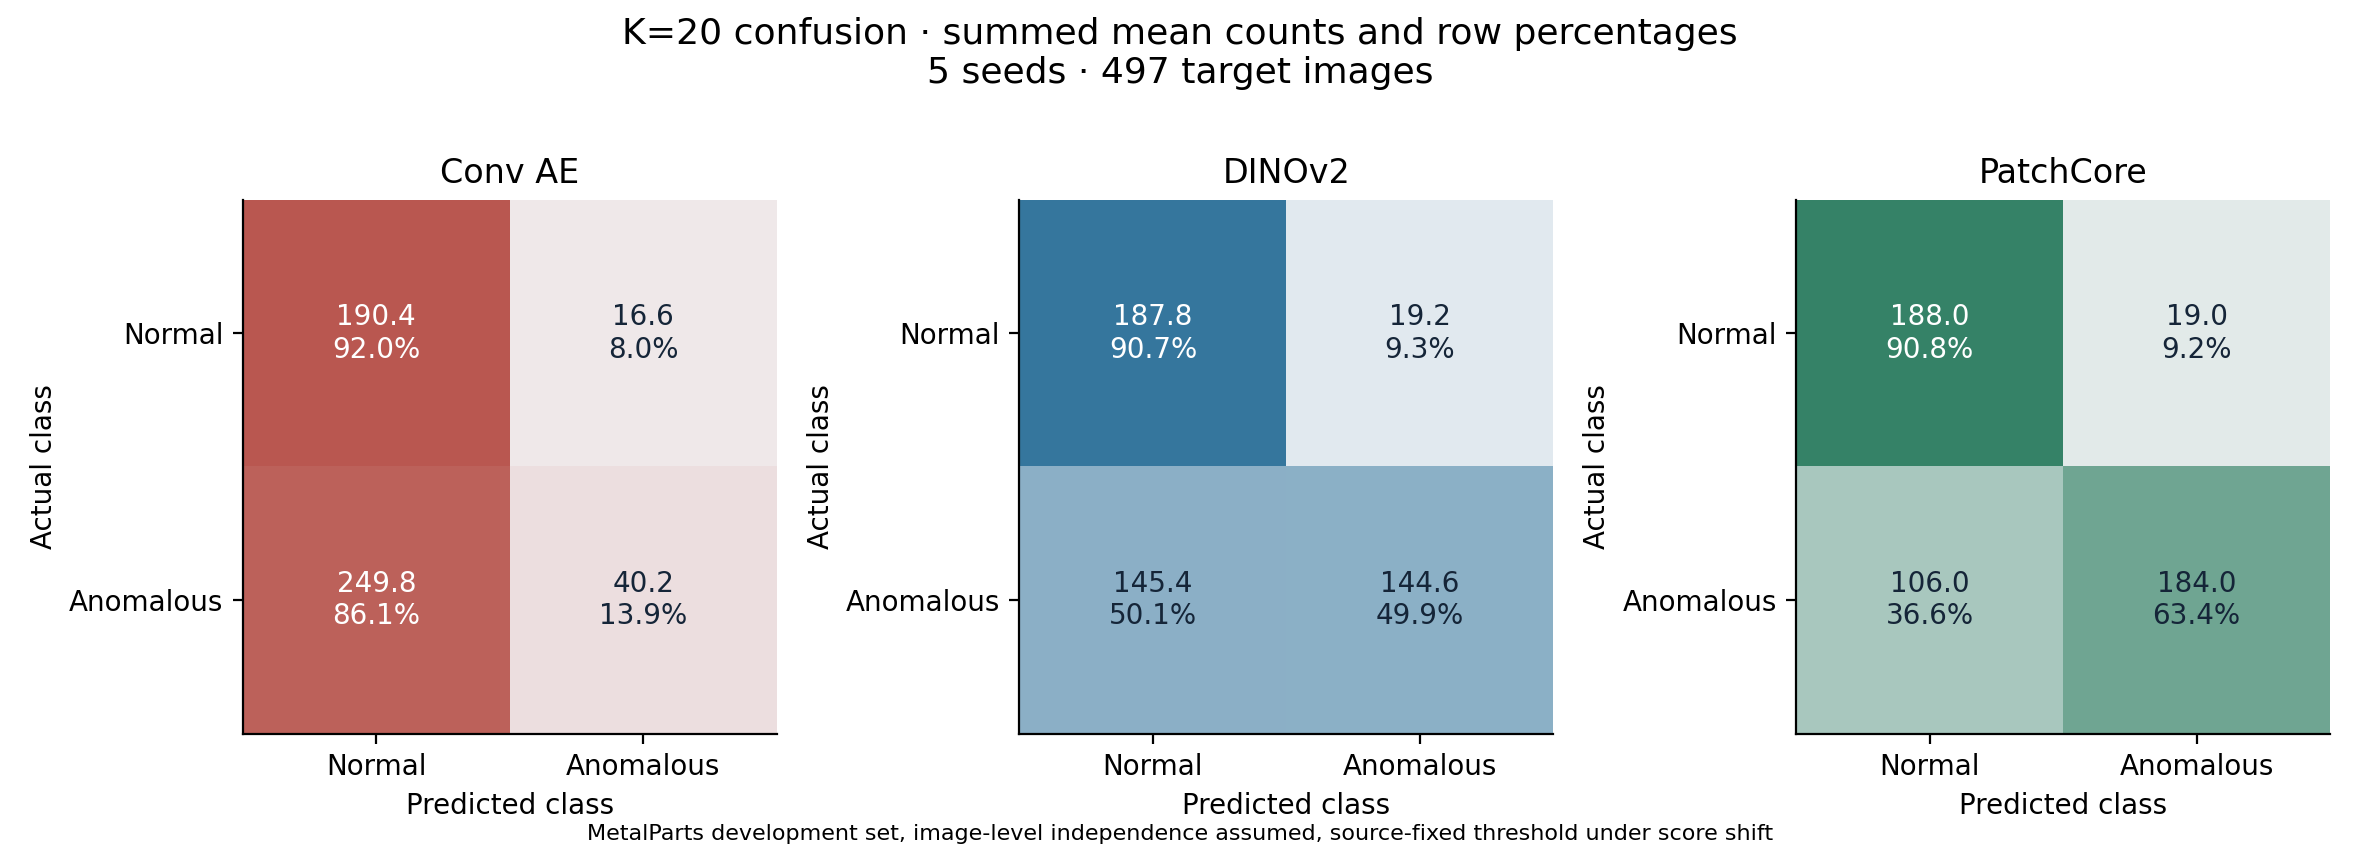 K=20 confusion · summed mean counts and row percentages
5 seeds · 497 target images
Conv AE
Actual class
Normal
190.4
92.0%
16.6
8.0%
Anomalous
249.8
86.1%
40.2
13.9%
Normal
Anomalous
Predicted class
DINOv2
Actual class
Normal
187.8
90.7%
19.2
9.3%
Anomalous
145.4
50.1%
144.6
49.9%
Normal
Anomalous
Predicted class
PatchCore
Actual class
Normal
188.0
90.8%
19.0
9.2%
Anomalous
106.0
36.6%
184.0
63.4%
Normal
Anomalous
Predicted class
MetalParts development set, image-level independence assumed, source-fixed threshold under score shift